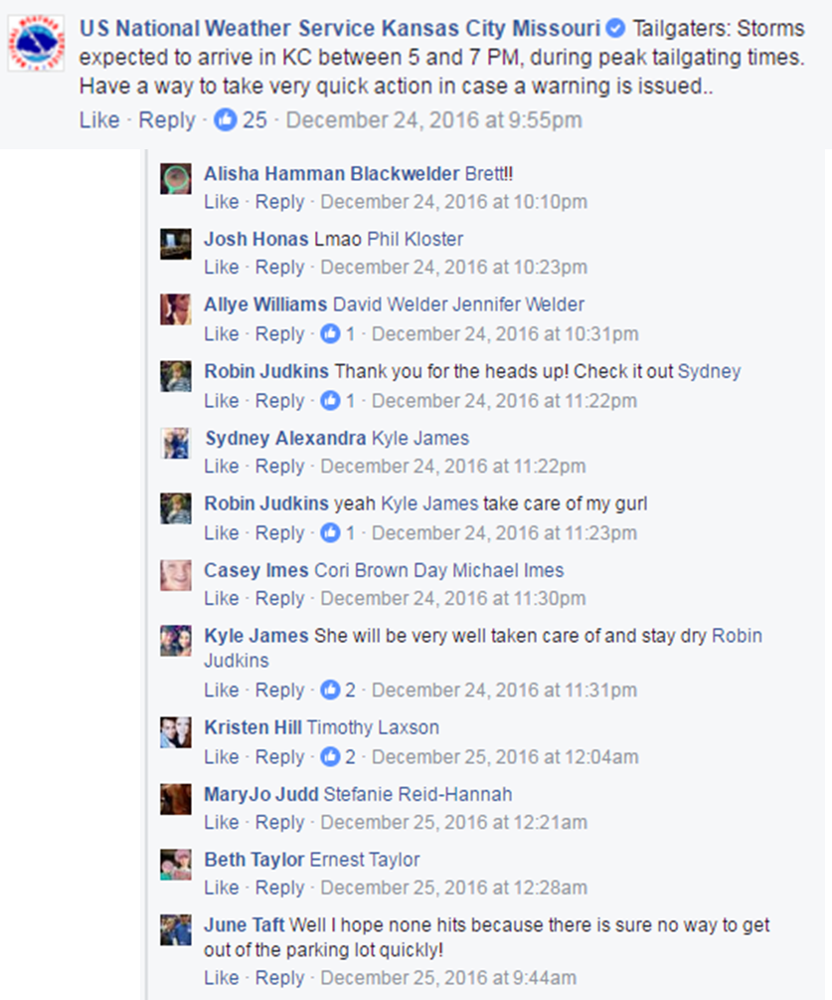 US National Weather Service Kansas City Missouri Tailgaters: Storms
expected to arrive in KC between 5 and 7 PM, during peak tailgating times.
Have a way to take very quick action in case a warning is issued..
Like · Reply · 25 · December 24, 2016 at 9:55pm
Alisha Hamman Blackwelder Brett!!
Like · Reply · December 24, 2016 at 10:10pm
Josh Honas Lmao Phil Kloster
Like · Reply · December 24, 2016 at 10:23pm
Allye Williams David Welder Jennifer Welder
Like · Reply · 1 · December 24, 2016 at 10:31pm
Robin Judkins Thank you for the heads up! Check it out Sydney
Like · Reply · 1 · December 24, 2016 at 11:22pm
Sydney Alexandra Kyle James
Like · Reply · December 24, 2016 at 11:22pm
Robin Judkins yeah Kyle James take care of my gurl
Like · Reply · 1 · December 24, 2016 at 11:23pm
Casey Imes Cori Brown Day Michael Imes
Like · Reply · December 24, 2016 at 11:30pm
Kyle James She will be very well taken care of and stay dry Robin
Judkins
Like · Reply · 2 · December 24, 2016 at 11:31pm
Kristen Hill Timothy Laxson
Like · Reply · 2 · December 25, 2016 at 12:04am
MaryJo Judd Stefanie Reid-Hannah
Like · Reply · December 25, 2016 at 12:21am
Beth Taylor Ernest Taylor
Like · Reply · December 25, 2016 at 12:28am
June Taft Well I hope none hits because there is sure no way to get
out of the parking lot quickly!
Like · Reply · December 25, 2016 at 9:44am